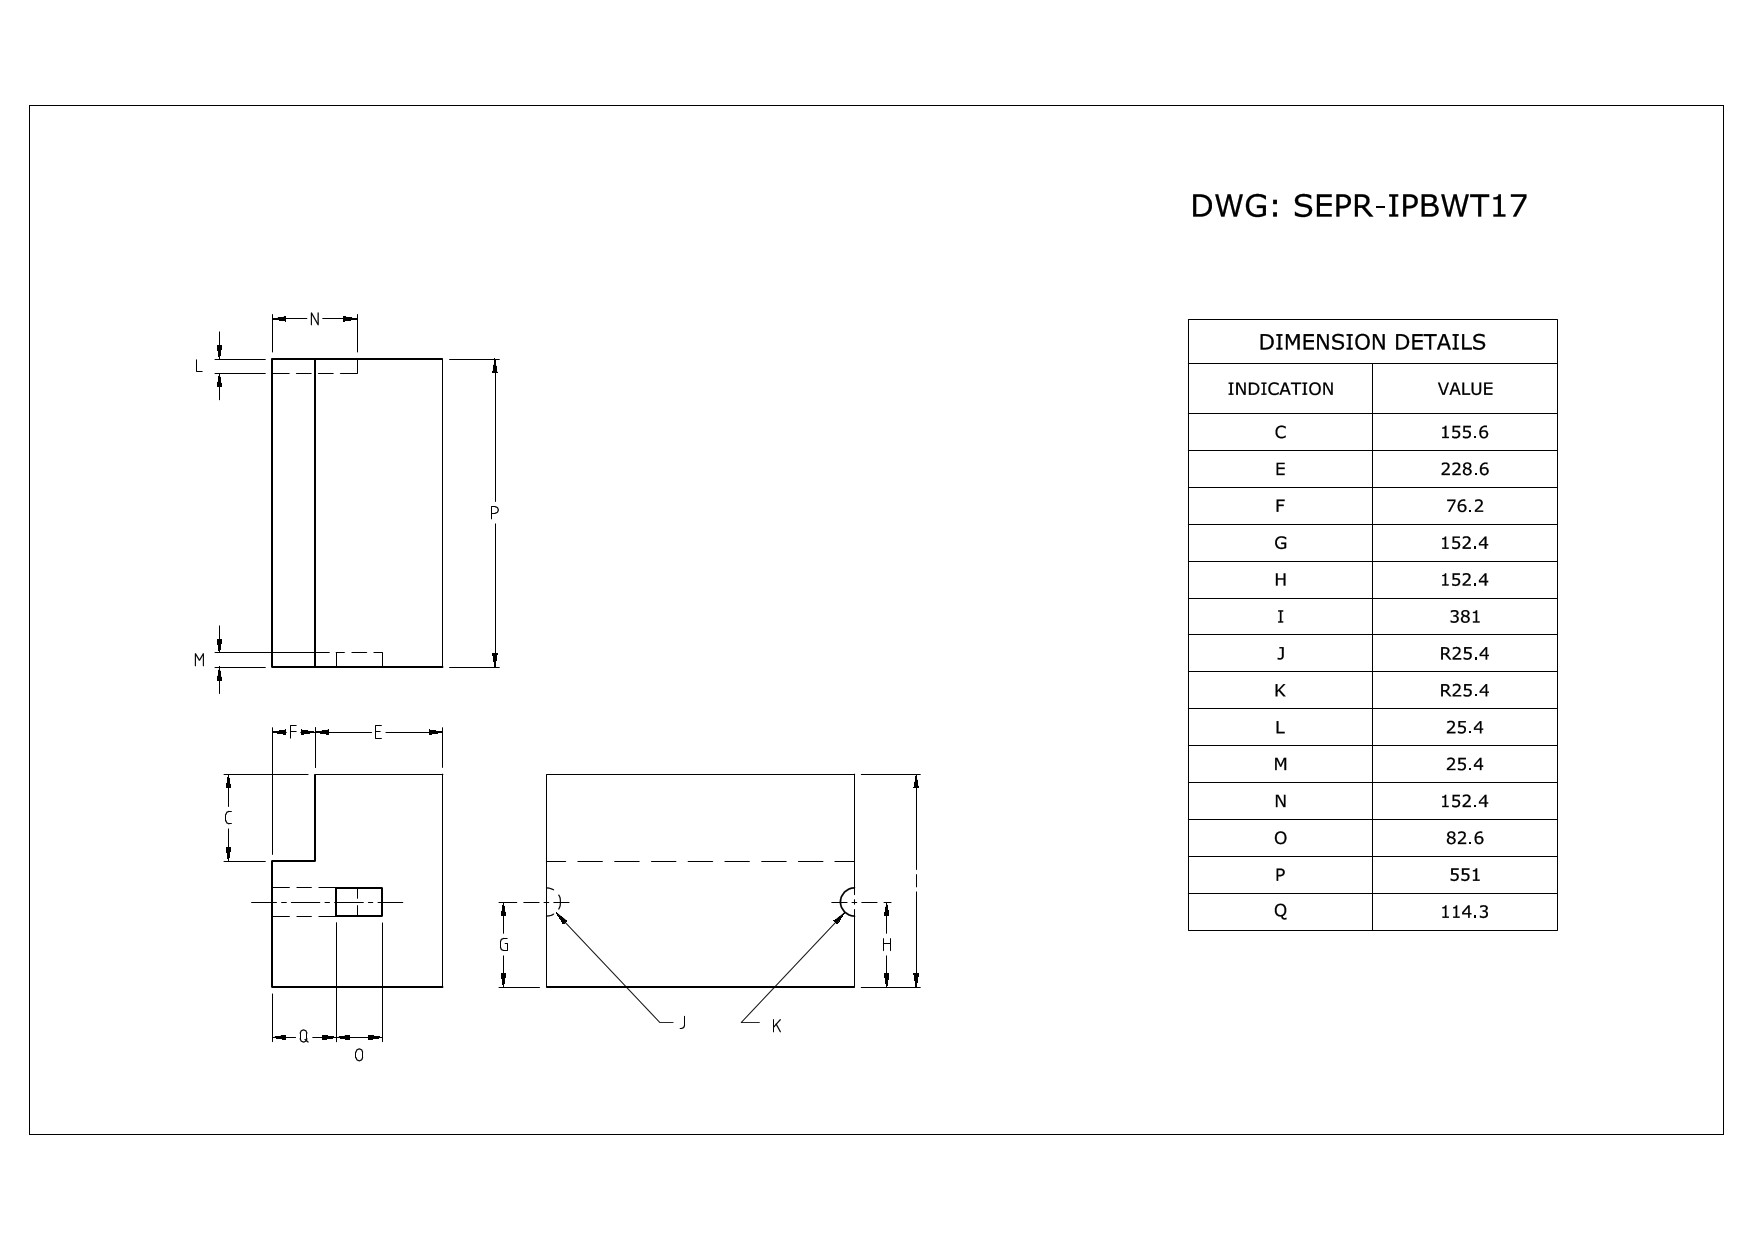 DWG: SEPR-IPBWT17
N
L
P
M
F E
C
G
H
I
J
K
Q
O
DIMENSION DETAILS
INDICATION VALUE
C 155.6
E 228.6
F 76.2
G 152.4
H 152.4
I 381
J R25.4
K R25.4
L 25.4
M 25.4
N 152.4
O 82.6
P 551
Q 114.3